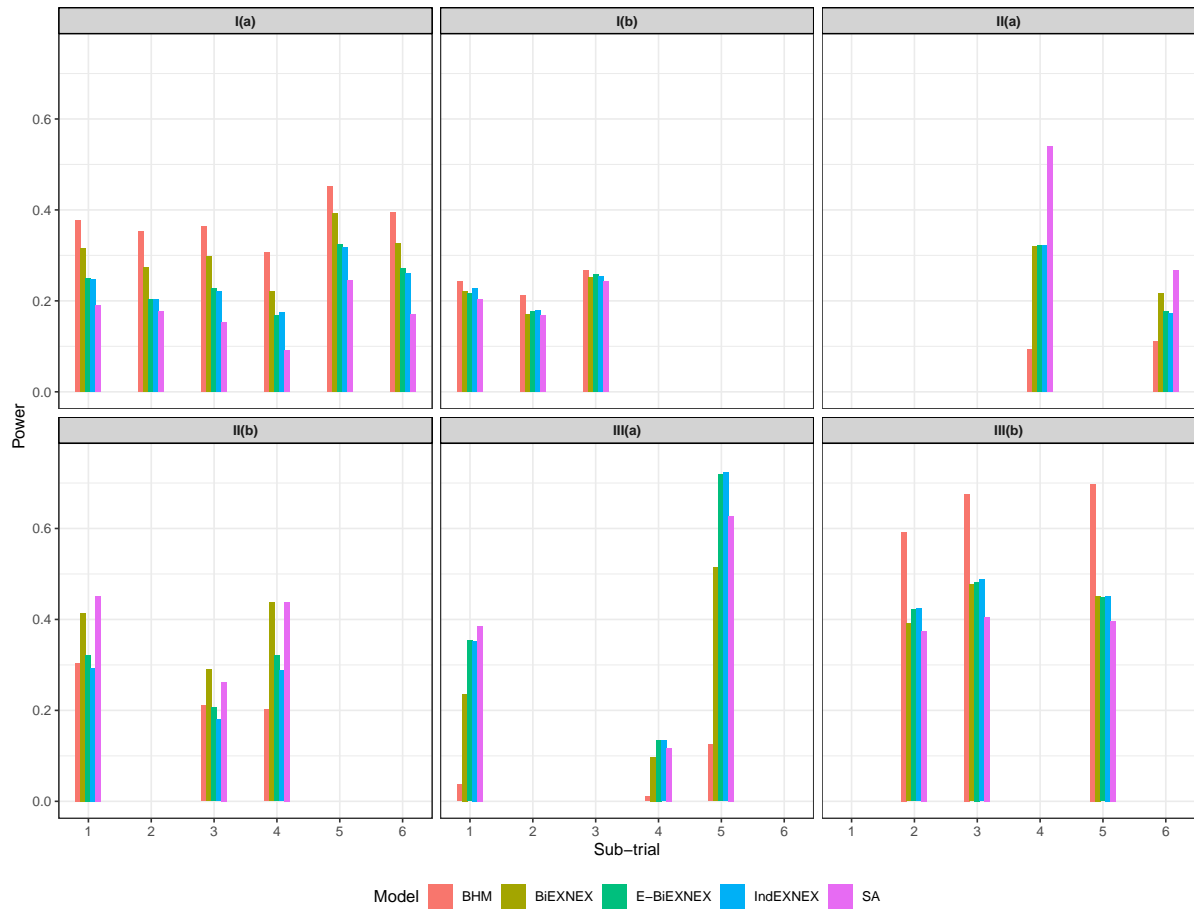 I(a) I(b) II(a)
0.6
0.4
0.2
0.0
Power
II(b) III(a) III(b)
0.6
0.4
0.2
0.0
1 2 3 4 5 6 1 2 3 4 5 6 1 2 3 4 5 6
Sub−trial
Model BHM BiEXNEX E−BiEXNEX IndEXNEX SA